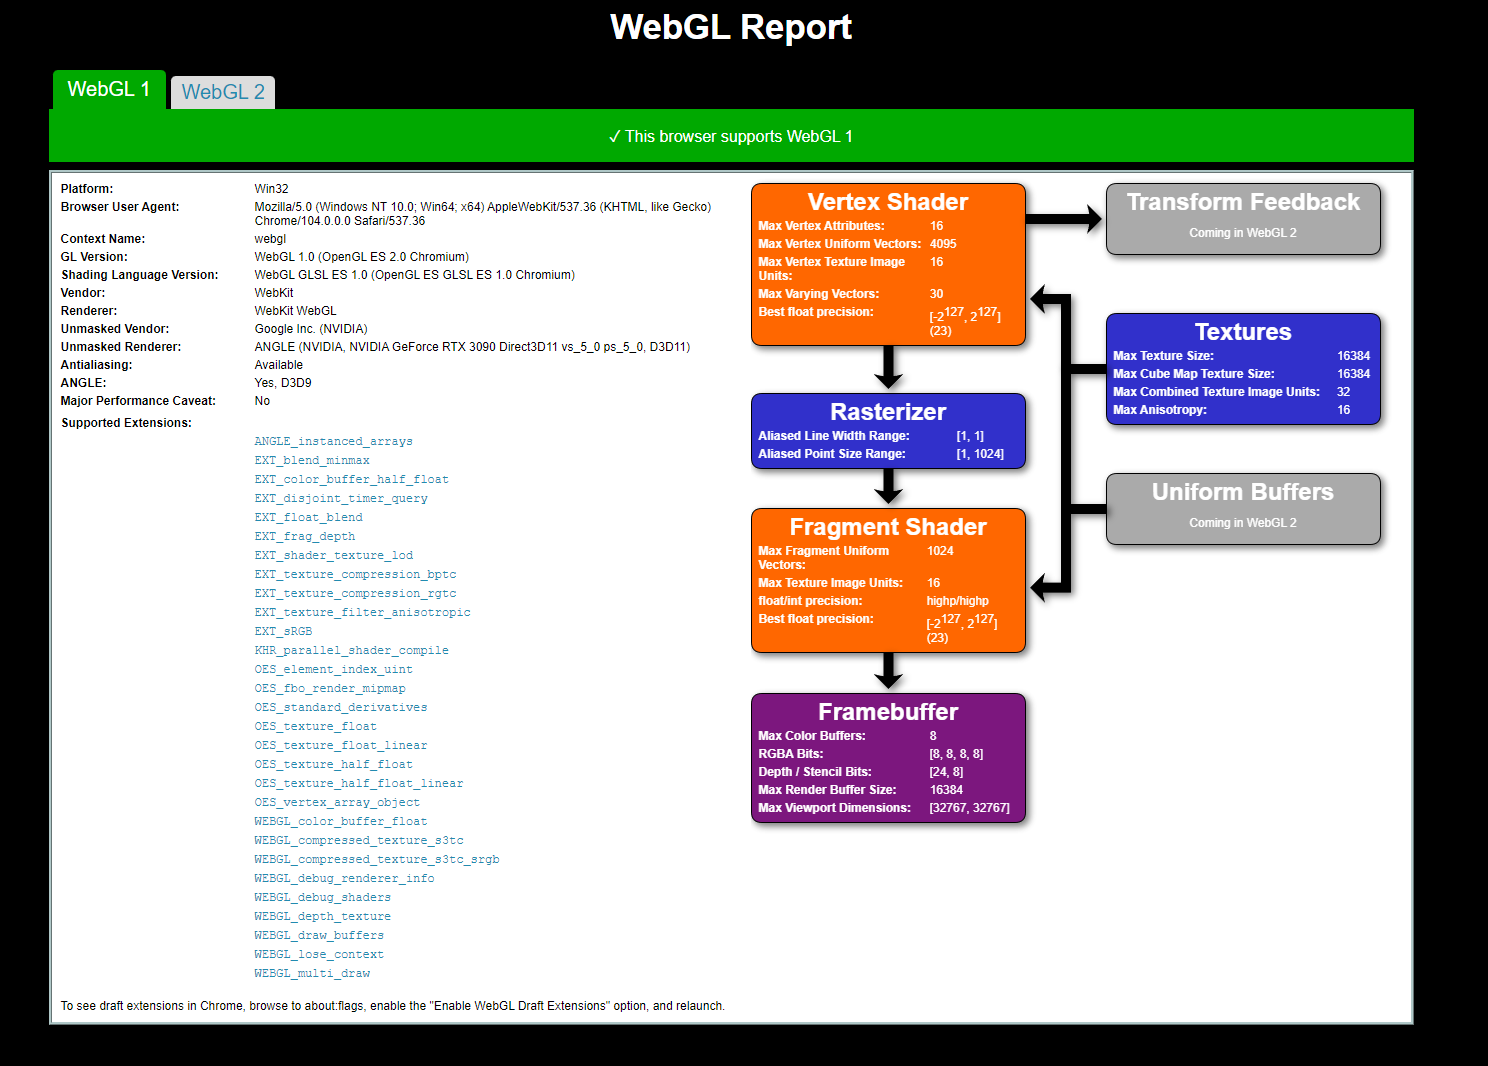 WebGL Report
WebGL 1
WebGL 2
✓ This browser supports WebGL 1
Platform: Win32
Browser User Agent: Mozilla/5.0 (Windows NT 10.0; Win64; x64) AppleWebKit/537.36 (KHTML, like Gecko)
Chrome/104.0.0.0 Safari/537.36
Context Name: webgl
GL Version: WebGL 1.0 (OpenGL ES 2.0 Chromium)
Shading Language Version: WebGL GLSL ES 1.0 (OpenGL ES GLSL ES 1.0 Chromium)
Vendor: WebKit
Renderer: WebKit WebGL
Unmasked Vendor: Google Inc. (NVIDIA)
Unmasked Renderer: ANGLE (NVIDIA, NVIDIA GeForce RTX 3090 Direct3D11 vs_5_0 ps_5_0, D3D11)
Antialiasing: Available
ANGLE: Yes, D3D9
Major Performance Caveat: No
Supported Extensions:
ANGLE_instanced_arrays
EXT_blend_minmax
EXT_color_buffer_half_float
EXT_disjoint_timer_query
EXT_float_blend
EXT_frag_depth
EXT_shader_texture_lod
EXT_texture_compression_bptc
EXT_texture_compression_rgtc
EXT_texture_filter_anisotropic
EXT_sRGB
KHR_parallel_shader_compile
OES_element_index_uint
OES_fbo_render_mipmap
OES_standard_derivatives
OES_texture_float
OES_texture_float_linear
OES_texture_half_float
OES_texture_half_float_linear
OES_vertex_array_object
WEBGL_color_buffer_float
WEBGL_compressed_texture_s3tc
WEBGL_compressed_texture_s3tc_srgb
WEBGL_debug_renderer_info
WEBGL_debug_shaders
WEBGL_depth_texture
WEBGL_draw_buffers
WEBGL_lose_context
WEBGL_multi_draw
To see draft extensions in Chrome, browse to about:flags, enable the "Enable WebGL Draft Extensions" option, and relaunch.
Vertex Shader
Max Vertex Attributes: 16
Max Vertex Uniform Vectors: 4095
Max Vertex Texture Image 16
Units:
Max Varying Vectors: 30
Best float precision: [-2^127, 2^127]
(23)
Rasterizer
Aliased Line Width Range: [1, 1]
Aliased Point Size Range: [1, 1024]
Fragment Shader
Max Fragment Uniform 1024
Vectors:
Max Texture Image Units: 16
float/int precision: highp/highp
Best float precision: [-2^127, 2^127]
(23)
Framebuffer
Max Color Buffers: 8
RGBA Bits: [8, 8, 8, 8]
Depth / Stencil Bits: [24, 8]
Max Render Buffer Size: 16384
Max Viewport Dimensions: [32767, 32767]
Transform Feedback
Coming in WebGL 2
Textures
Max Texture Size: 16384
Max Cube Map Texture Size: 16384
Max Combined Texture Image Units: 32
Max Anisotropy: 16
Uniform Buffers
Coming in WebGL 2